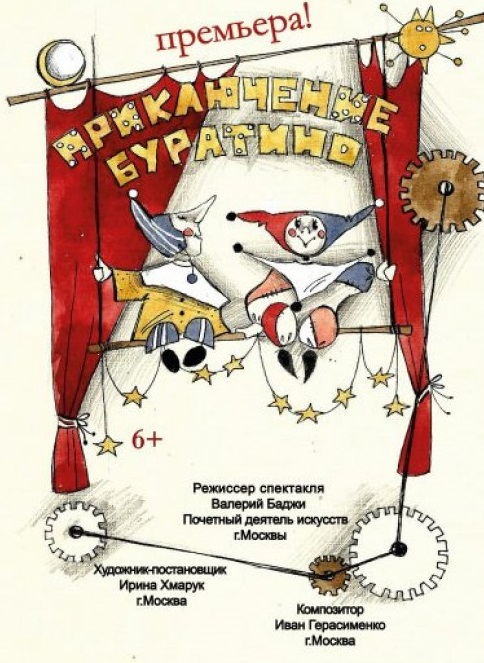 премьера!
ПРИКЛЮЧЕНИЕ
БУРАТИНО
6+
Режиссер спектакля
Валерий Баджи
Почетный деятель искусств
г.Москвы
Художник-постановщик
Ирина Хмарук
г.Москва
Композитор
Иван Герасименко
г.Москва